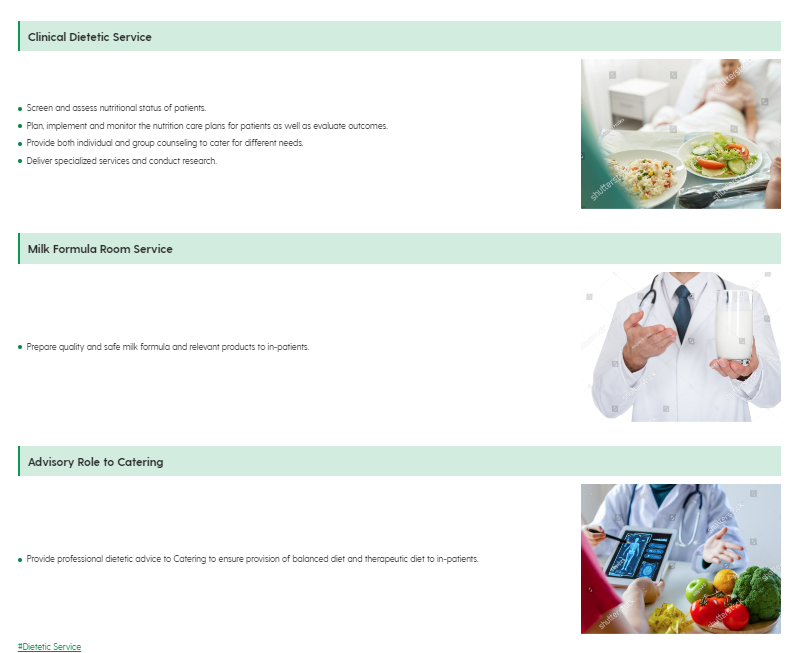 Clinical Dietetic Service
Screen and assess nutritional status of patients.
Plan, implement and monitor the nutrition care plans for patients as well as evaluate outcomes.
Provide both individual and group counseling to cater for different needs.
Deliver specialized services and conduct research.
Milk Formula Room Service
Prepare quality and safe milk formula and relevant products to in-patients.
Advisory Role to Catering
Provide professional dietetic advice to Catering to ensure provision of balanced diet and therapeutic diet to in-patients.
#Dietetic Service